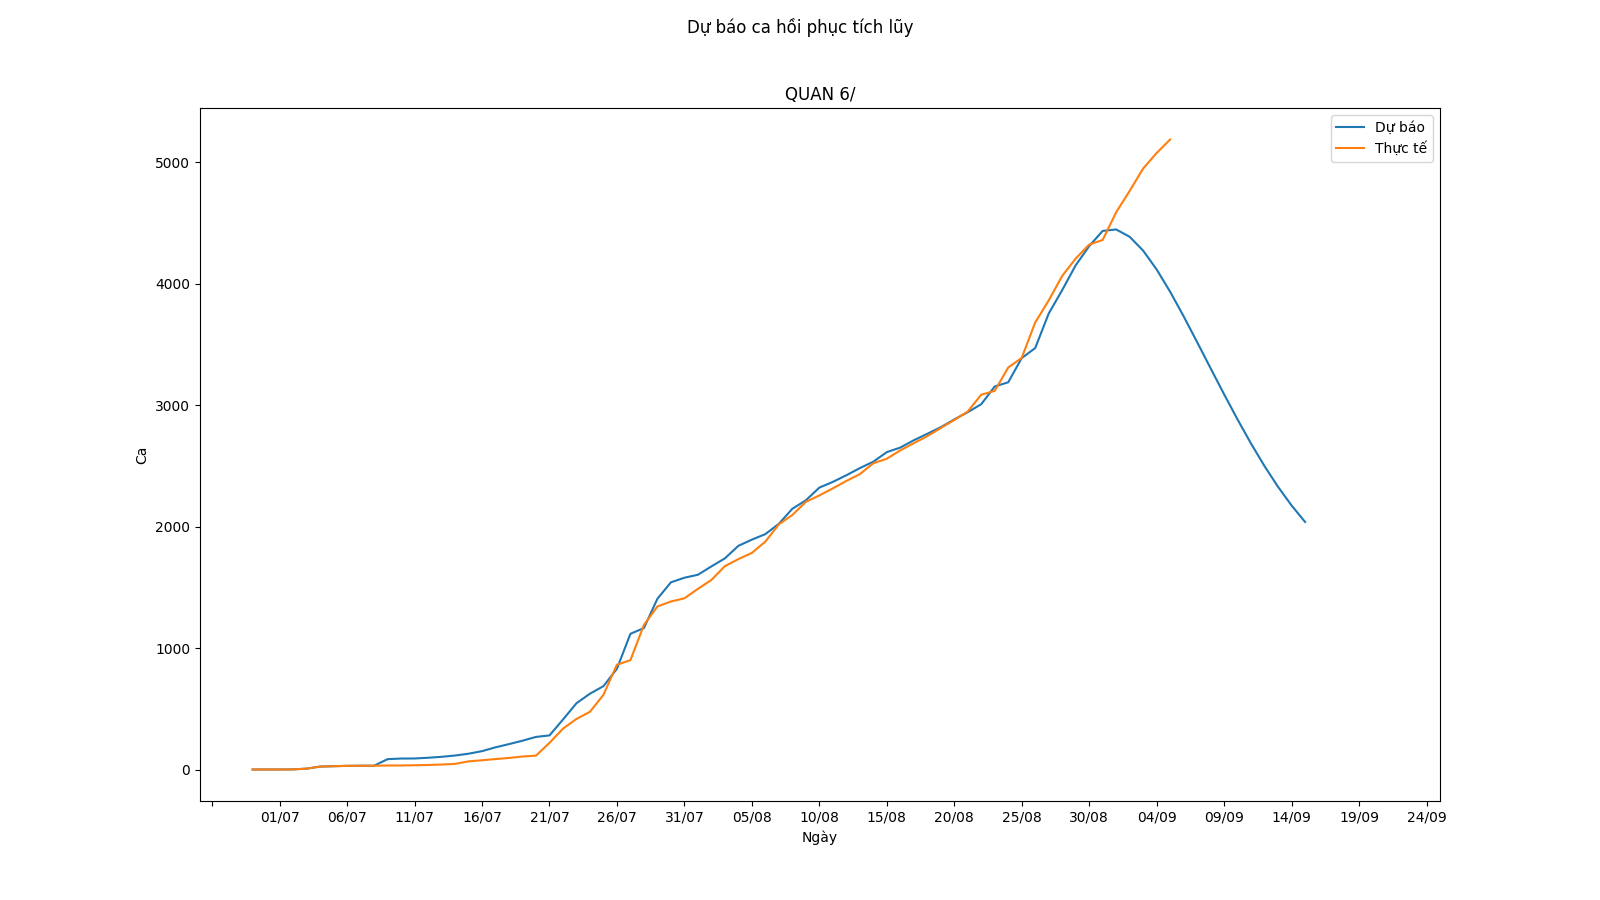 Dự báo ca hồi phục tích lũy
QUAN 6/
Dự báo
Thực tế
5000
4000
3000
2000
1000
0
Ca
01/07 06/07 11/07 16/07 21/07 26/07 31/07 05/08 10/08 15/08 20/08 25/08 30/08 04/09 09/09 14/09 19/09 24/09
Ngày